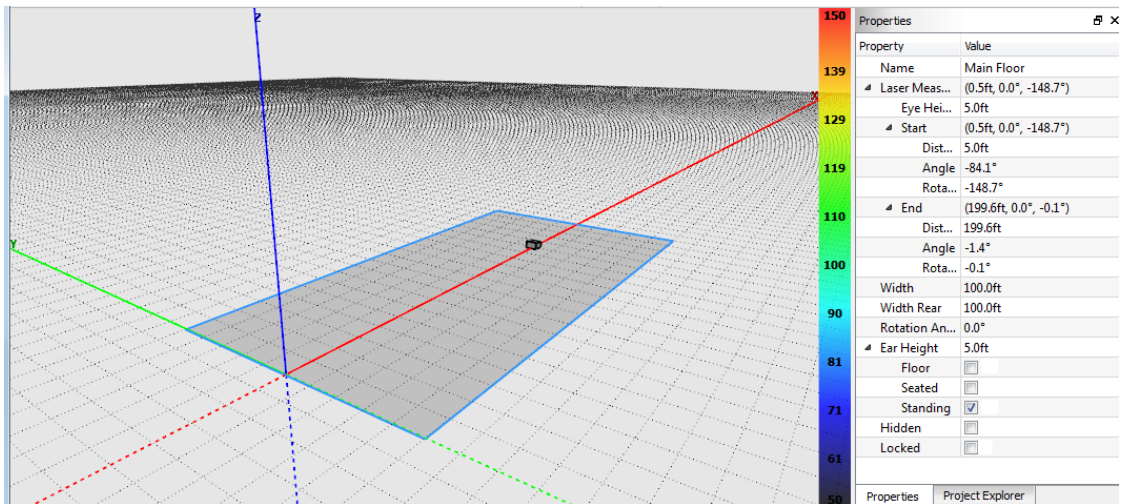 Z
X
Y
150
139
129
119
110
100
90
81
71
61
50
Properties
Property Value
Name Main Floor
Laser Meas... (0.5ft, 0.0°, -148.7°)
Eye Hei... 5.0ft
Start (0.5ft, 0.0°, -148.7°)
Dist... 5.0ft
Angle -84.1°
Rota... -148.7°
End (199.6ft, 0.0°, -0.1°)
Dist... 199.6ft
Angle -1.4°
Rota... -0.1°
Width 100.0ft
Width Rear 100.0ft
Rotation An... 0.0°
Ear Height 5.0ft
Floor
Seated
Standing
Hidden
Locked
Properties Project Explorer